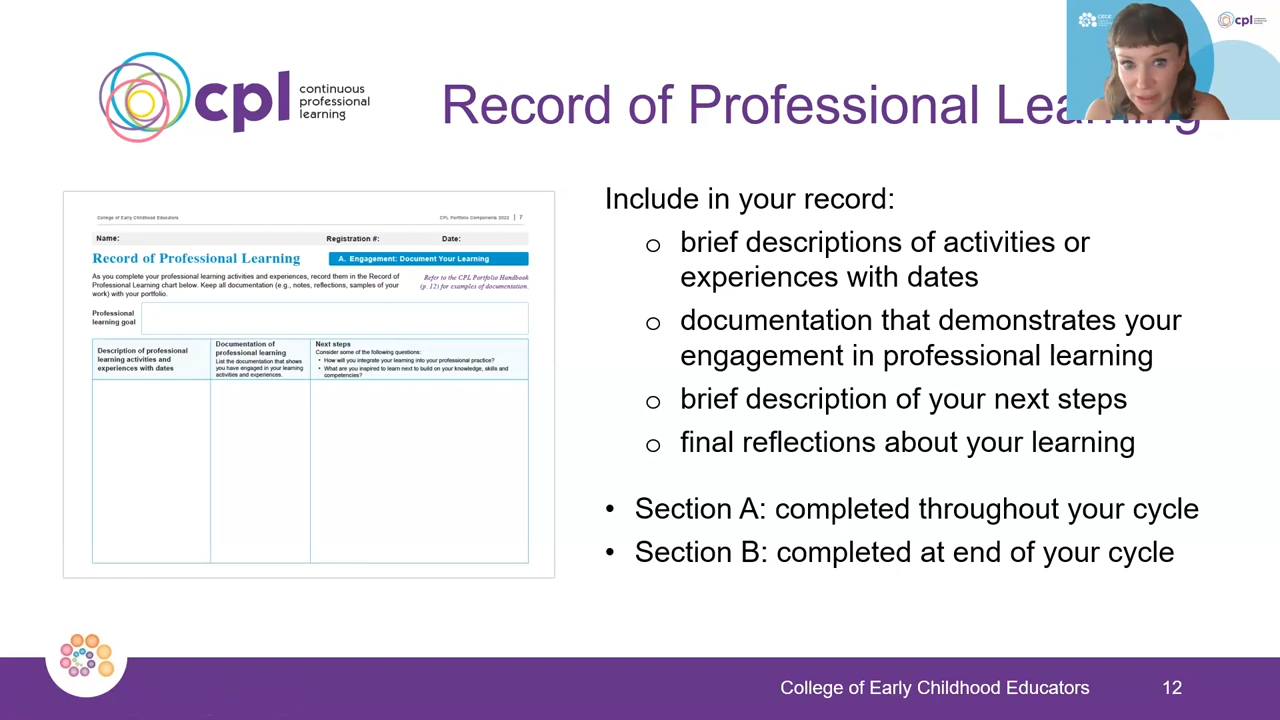 cpl continuous
professional
learning
Record of Professional Learning
CECE
cpl
College of Early Childhood Educators
CPL Portfolio Components 2022 | 7
Name: Registration #: Date:
Record of Professional Learning
A. Engagement: Document Your Learning
As you complete your professional learning activities and experiences, record them in the Record of
Professional Learning chart below. Keep all documentation (e.g., notes, reflections, samples of your
work) with your portfolio.
Refer to the CPL Portfolio Handbook
(p. 12) for examples of documentation.
Professional
learning goal
Description of professional
learning activities and
experiences with dates
Documentation of
professional learning
List the documentation that shows
you have engaged in your learning
activities and experiences.
Next steps
Consider some of the following questions:
• How will you integrate your learning into your professional practice?
• What are you inspired to learn next to build on your knowledge, skills and
competencies?
Include in your record:
o brief descriptions of activities or
experiences with dates
o documentation that demonstrates your
engagement in professional learning
o brief description of your next steps
o final reflections about your learning
• Section A: completed throughout your cycle
• Section B: completed at end of your cycle
College of Early Childhood Educators 12